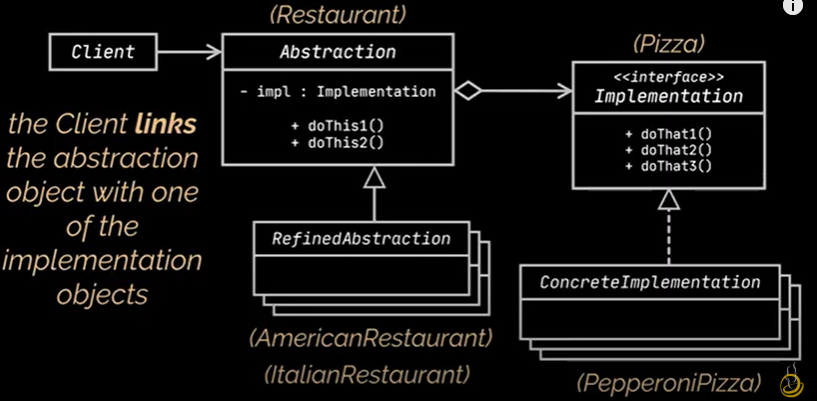 (Restaurant)
Client
Abstraction
- impl : Implementation
+ doThis1()
+ doThis2()
(Pizza)
<<interface>>
Implementation
+ doThat1()
+ doThat2()
+ doThat3()
the Client links
the abstraction
object with one
of the
implementation
objects
RefinedAbstraction
(AmericanRestaurant)
(ItalianRestaurant)
ConcreteImplementation
(PepperoniPizza)
i